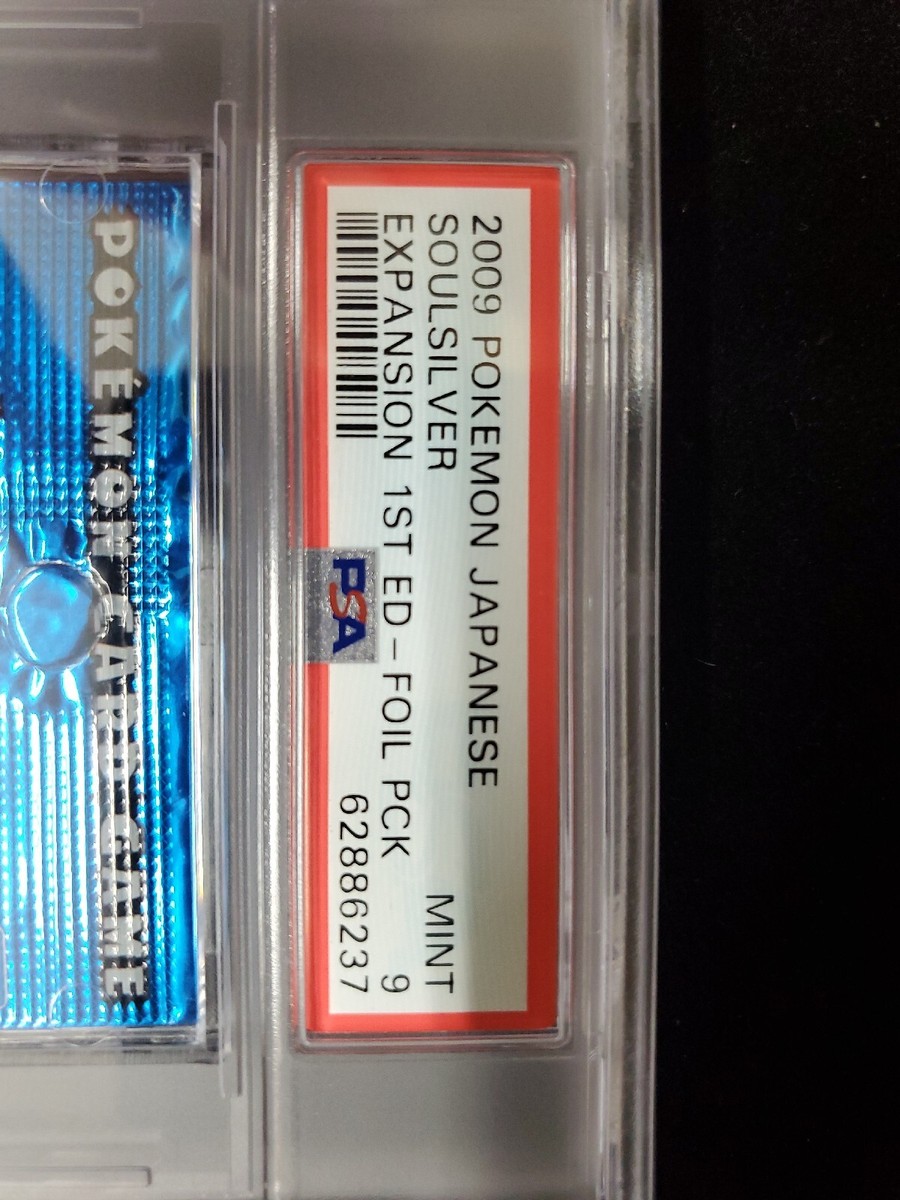 2009 POKEMON JAPANESE
SOULSILVER MINT
EXPANSION 1ST ED-FOIL PCK 9
PSA 62886237
POKÉMON CARD GAME